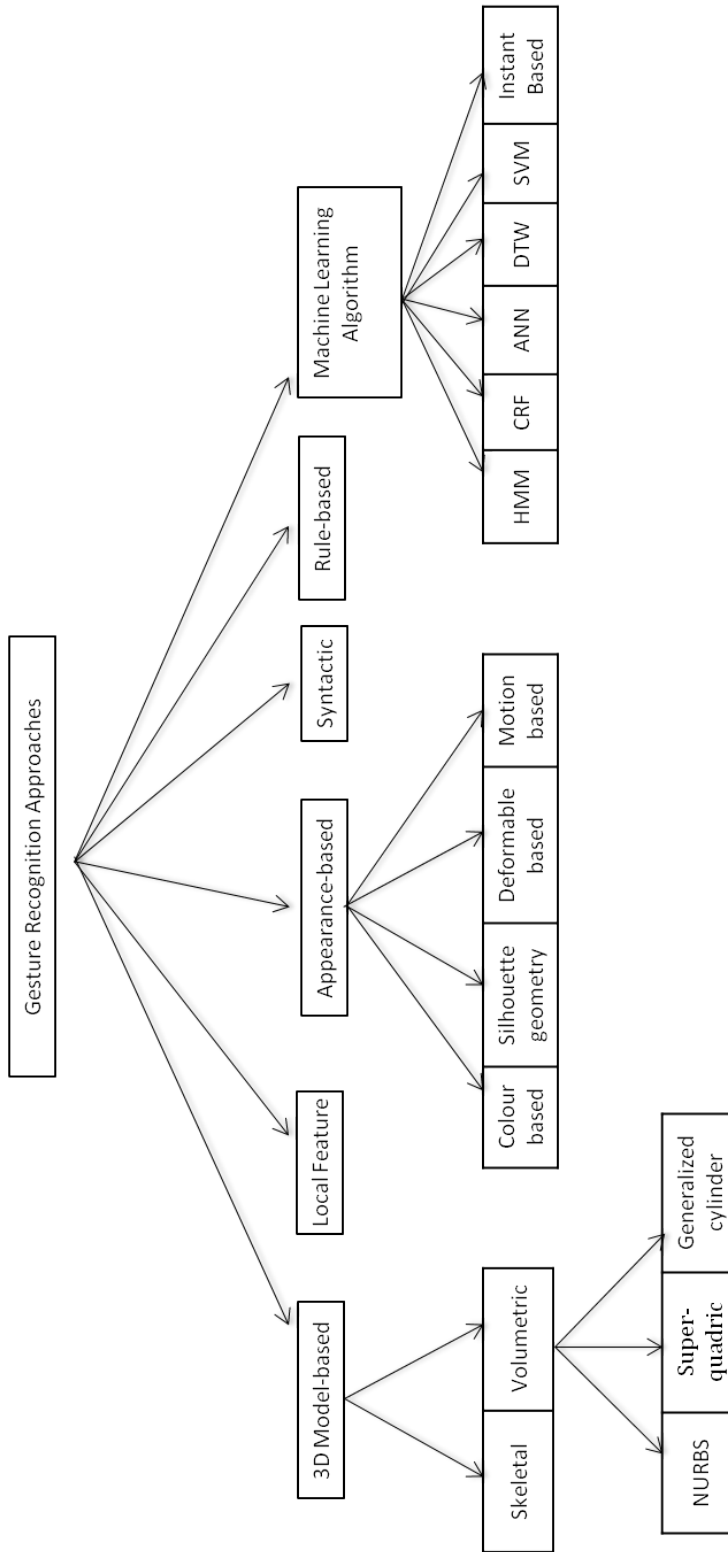 Gesture Recognition Approaches
3D Model-based
Local Feature
Appearance-based
Syntactic
Rule-based
Machine Learning
Algorithm
Skeletal
Volumetric
Colour
based
Silhouette
geometry
Deformable
based
Motion
based
HMM
CRF
ANN
DTW
SVM
Instant
Based
NURBS
Super-
quadric
Generalized
cylinder